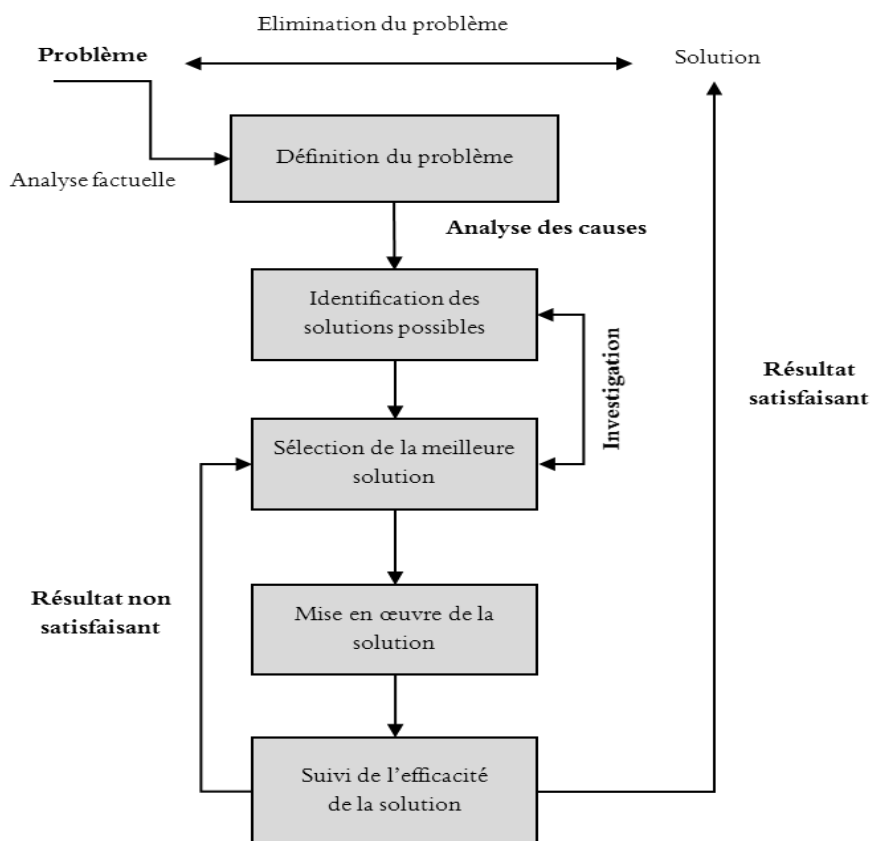 Elimination du problème
Problème
Solution
Définition du problème
Analyse factuelle
Analyse des causes
Identification des
solutions possibles
Investigation
Résultat
satisfaisant
Sélection de la meilleure
solution
Résultat non
satisfaisant
Mise en œuvre de la
solution
Suivi de l’efficacité
de la solution